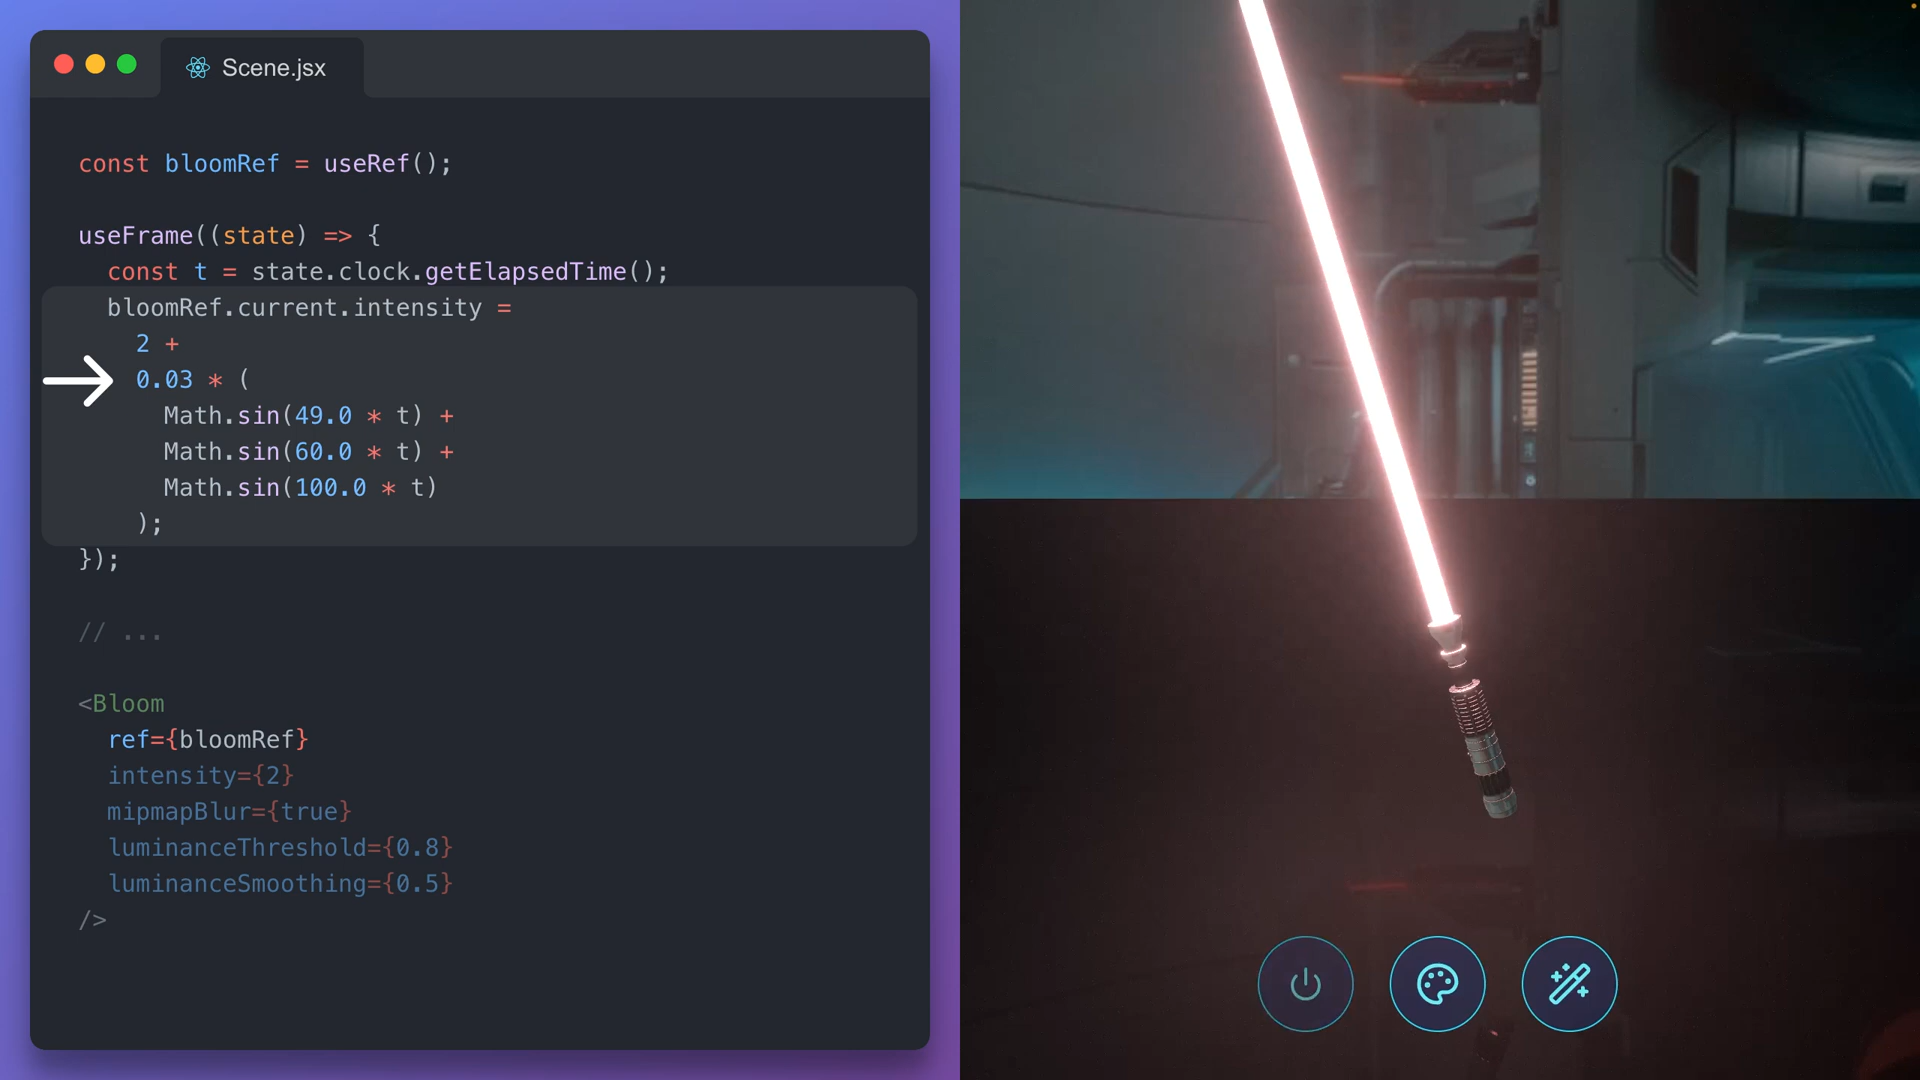 Scene.jsx
const bloomRef = useRef();
useFrame((state) => {
const t = state.clock.getElapsedTime();
bloomRef.current.intensity =
2 +
0.03 * (
Math.sin(49.0 * t) +
Math.sin(60.0 * t) +
Math.sin(100.0 * t)
);
});
// ...
<Bloom
ref={bloomRef}
intensity={2}
mipmapBlur={true}
luminanceThreshold={0.8}
luminanceSmoothing={0.5}
/>